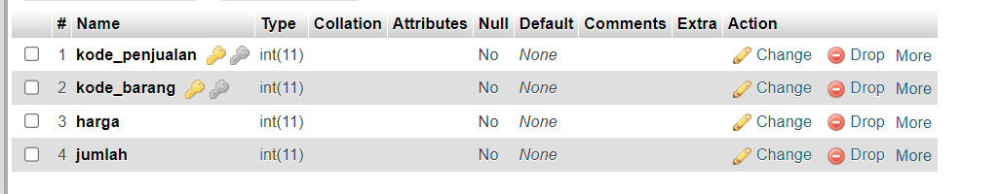 # Name Type Collation Attributes Null Default Comments Extra Action
1 kode_penjualan int(11) No None Change Drop More
2 kode_barang int(11) No None Change Drop More
3 harga int(11) No None Change Drop More
4 jumlah int(11) No None Change Drop More